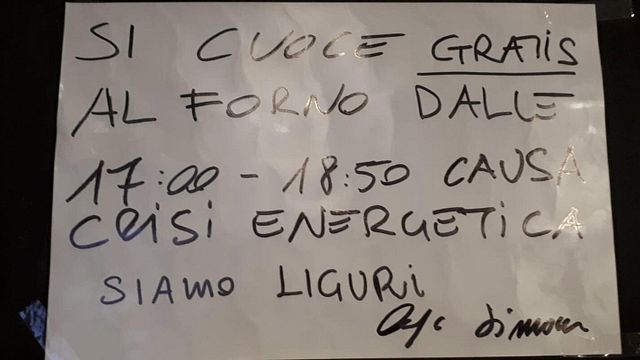 SI CUOCE GRATIS
AL FORNO DALLE
17:00 - 18:50 CAUSA
CRISI ENERGETICA
SIAMO LIGURI